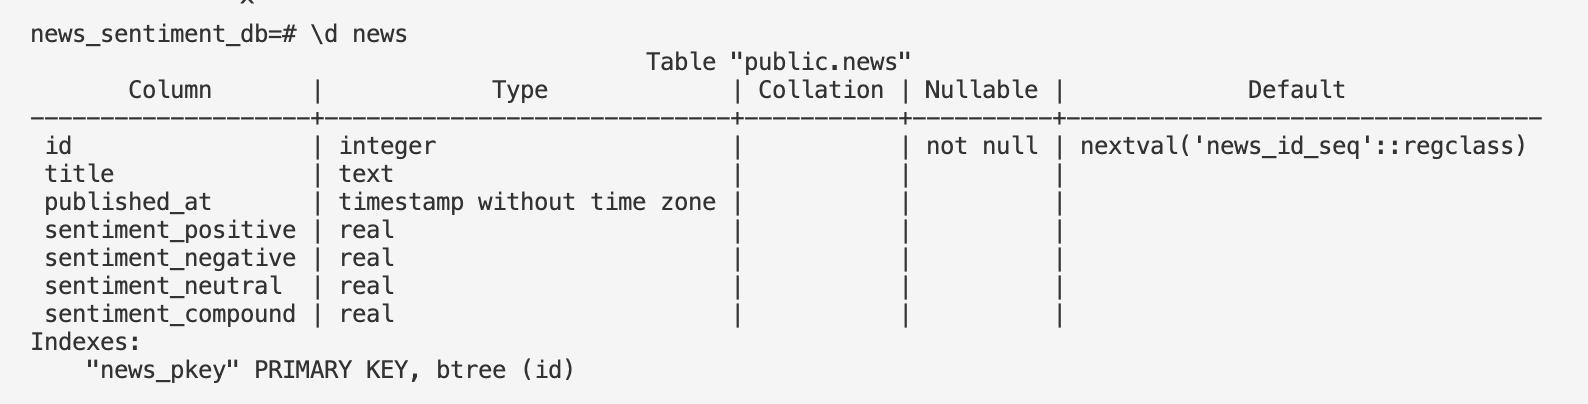 news_sentiment_db=# \d news
Table "public.news"
Column | Type | Collation | Nullable | Default
--------------------+-----------------------------+-----------+----------+----------------------------------
id | integer | | not null | nextval('news_id_seq'::regclass)
title | text | | |
published_at | timestamp without time zone | | |
sentiment_positive | real | | |
sentiment_negative | real | | |
sentiment_neutral | real | | |
sentiment_compound | real | | |
Indexes:
"news_pkey" PRIMARY KEY, btree (id)